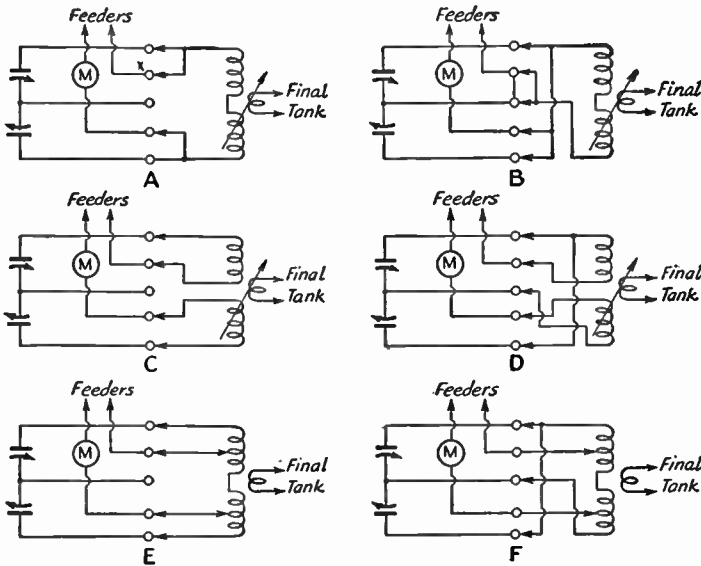 Feeders
M
x
Final
Tank
A
Feeders
M
Final
Tank
B
Feeders
M
Final
Tank
C
Feeders
M
Final
Tank
D
Feeders
M
Final
Tank
E
Feeders
M
Final
Tank
F